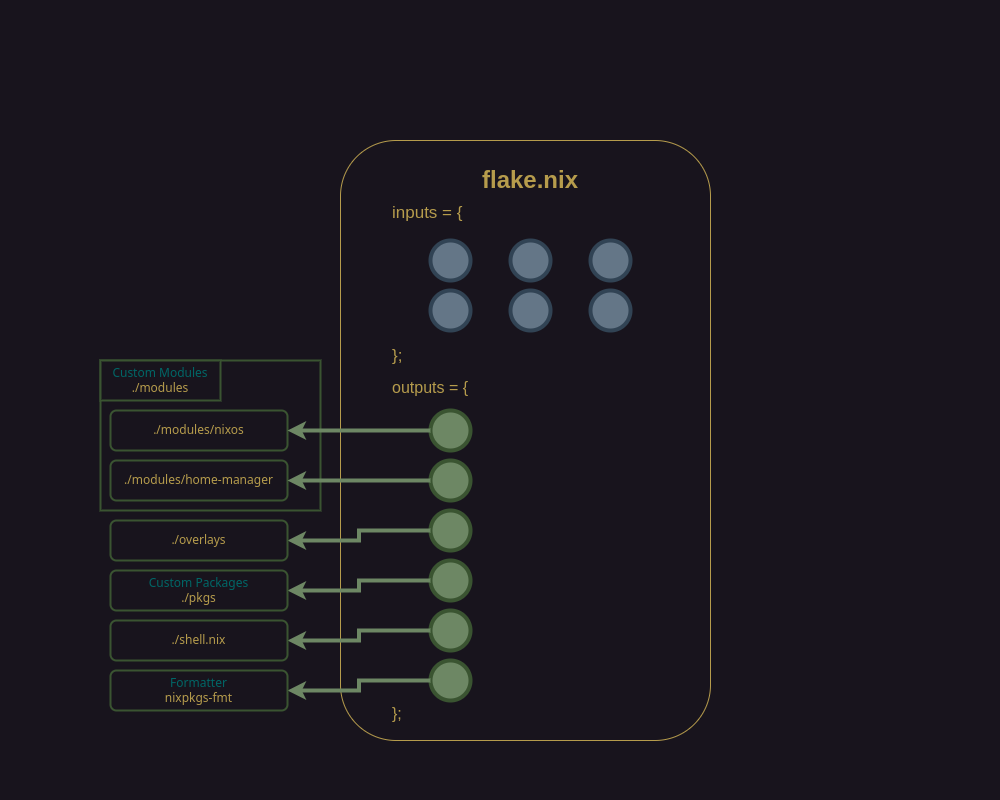 flake.nix
inputs = {
};
outputs = {
Custom Modules
./modules
./modules/nixos
./modules/home-manager
./overlays
Custom Packages
./pkgs
./shell.nix
Formatter
nixpkgs-fmt
};